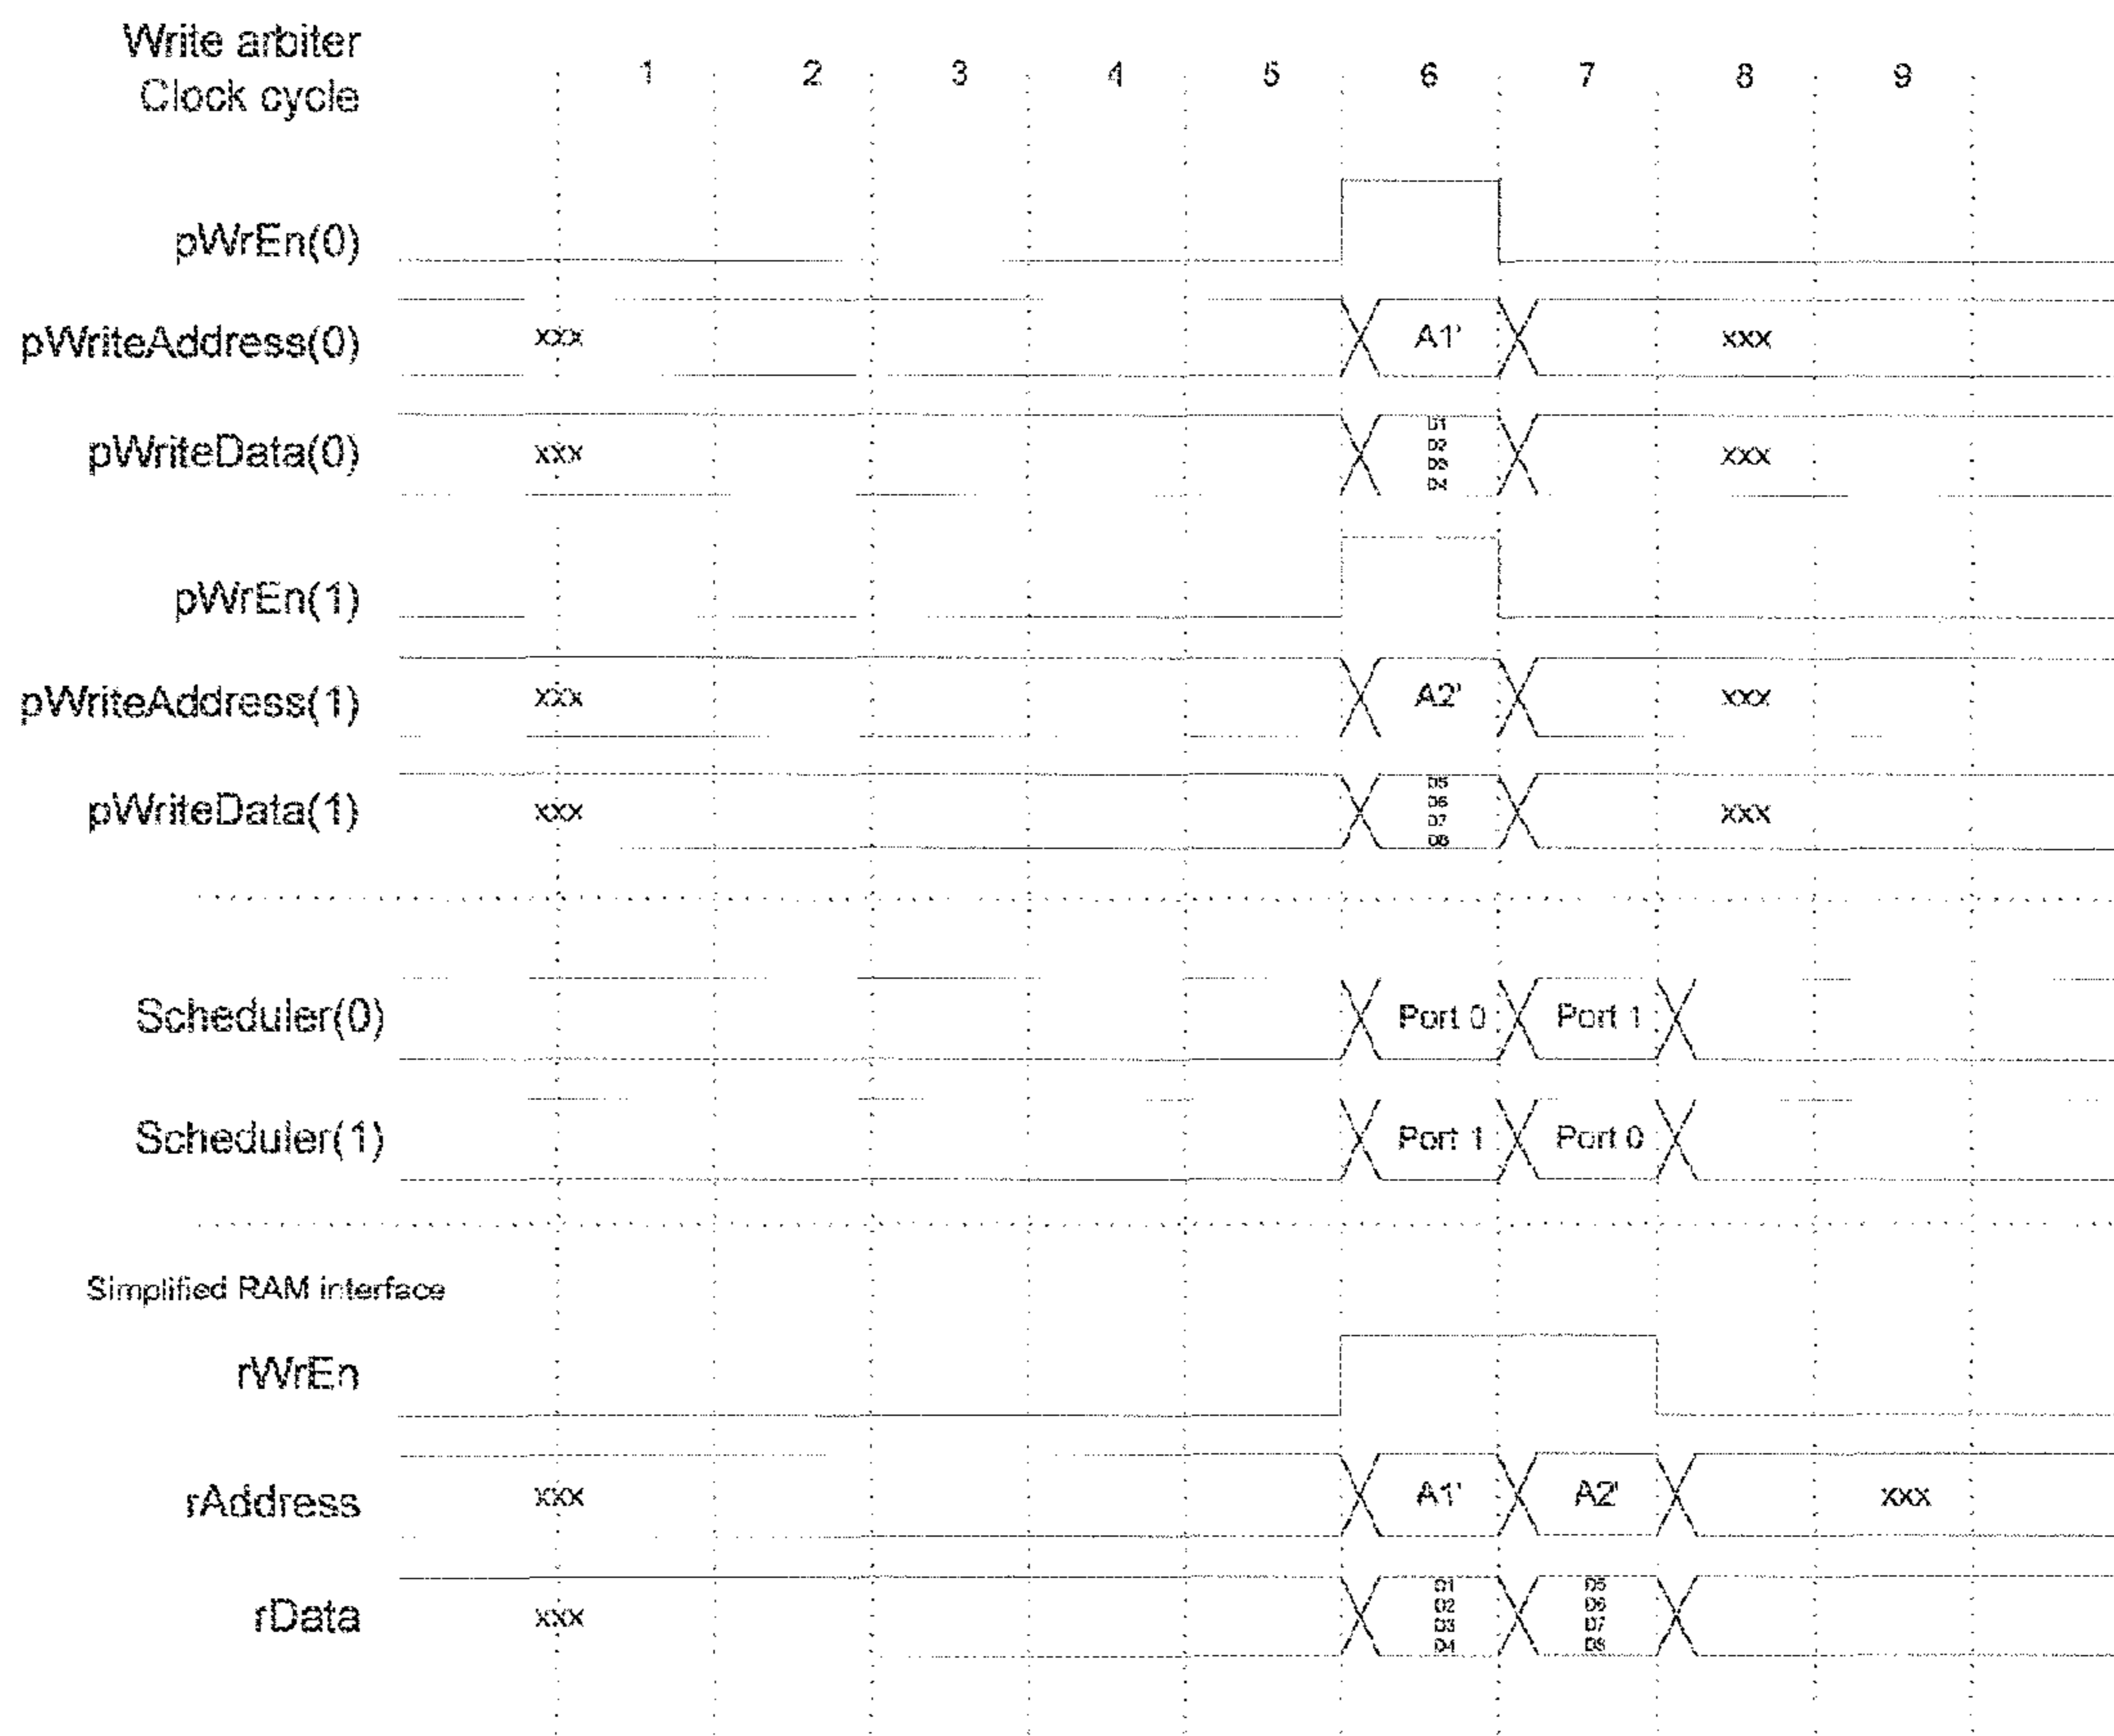 Write arbiter
Clock cycle
1 2 3 4 5 6 7 8 9
pWrEn(0)
pWriteAddress(0) xxx A1' xxx
pWriteData(0) xxx D1 D2 D3 D4 xxx
pWrEn(1)
pWriteAddress(1) xxx A2' xxx
pWriteData(1) xxx D5 D6 D7 D8 xxx
Scheduler(0) Port 0 Port 1
Scheduler(1) Port 1 Port 0
Simplified RAM interface
rWrEn
rAddress xxx A1' A2' xxx
rData xxx D1 D2 D3 D4 D5 D6 D7 D8